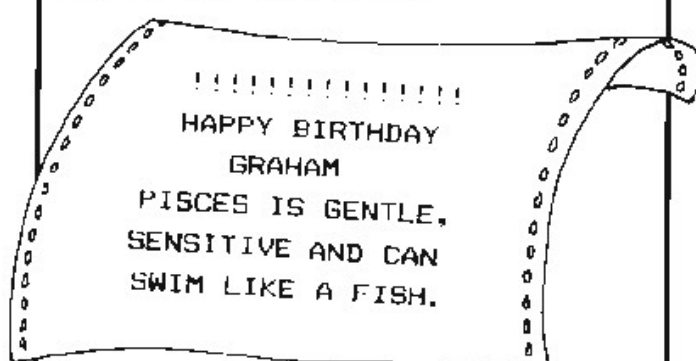 !!!!!!!!!!!!!!!
HAPPY BIRTHDAY
GRAHAM
PISCES IS GENTLE,
SENSITIVE AND CAN
SWIM LIKE A FISH.